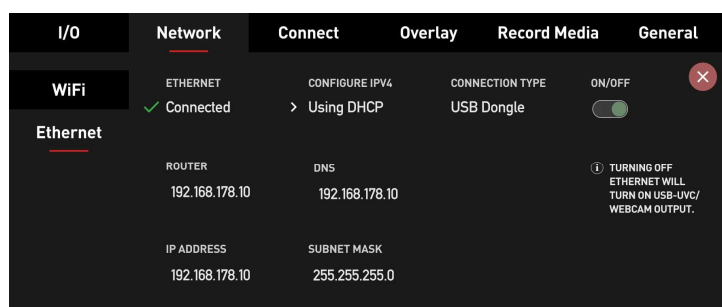 I/O Network Connect Overlay Record Media General
WiFi
Ethernet
ETHERNET CONFIGURE IPV4 CONNECTION TYPE ON/OFF
Connected Using DHCP USB Dongle
ROUTER DNS
192.168.178.10 192.168.178.10
TURNING OFF
ETHERNET WILL
TURN ON USB-UVC/
WEBCAM OUTPUT.
IP ADDRESS SUBNET MASK
192.168.178.10 255.255.255.0